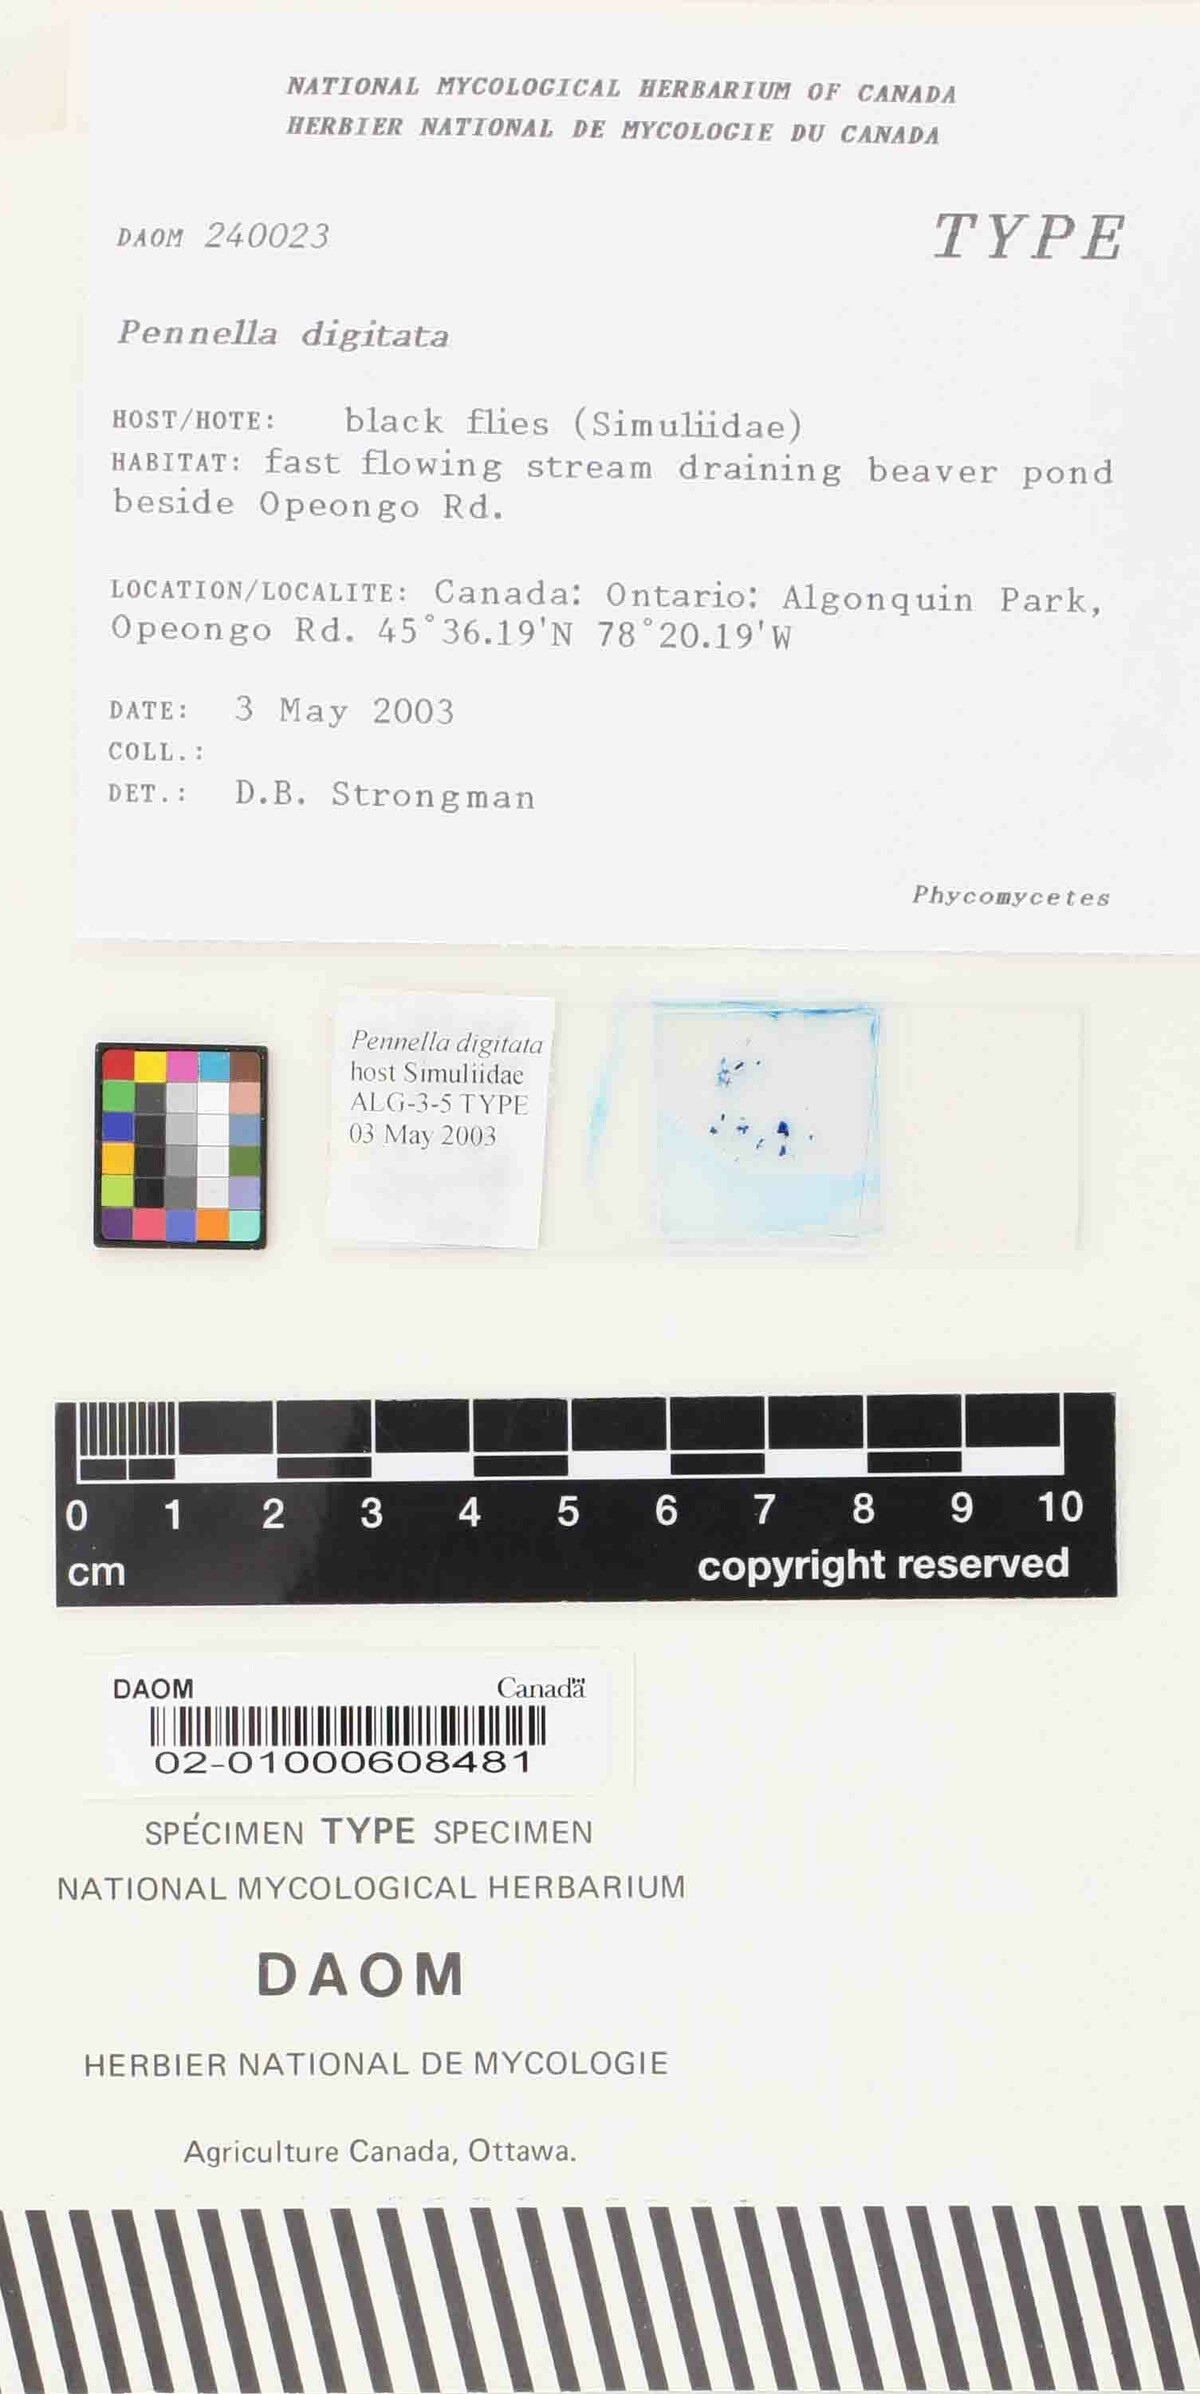 NATIONAL MYCOLOGICAL HERBARIUM OF CANADA
HERBIER NATIONAL DE MYCOLOGIE DU CANADA
DAOM 240023
TYPE
Pennella digitata
HOST/HOTE: black flies (Simuliidae)
HABITAT: fast flowing stream draining beaver pond
beside Opeongo Rd.
LOCATION/LOCALITE: Canada: Ontario: Algonquin Park,
Opeongo Rd. 45°36.19'N 78°20.19'W
DATE: 3 May 2003
COLL.:
DET.: D.B. Strongman
Phycomycetes
Pennella digitata
host Simuliidae
ALG-3-5 TYPE
03 May 2003
0 1 2 3 4 5 6 7 8 9 10
cm copyright reserved
DAOM Canada
02-01000608481
SPÉCIMEN TYPE SPECIMEN
NATIONAL MYCOLOGICAL HERBARIUM
DAOM
HERBIER NATIONAL DE MYCOLOGIE
Agriculture Canada, Ottawa.